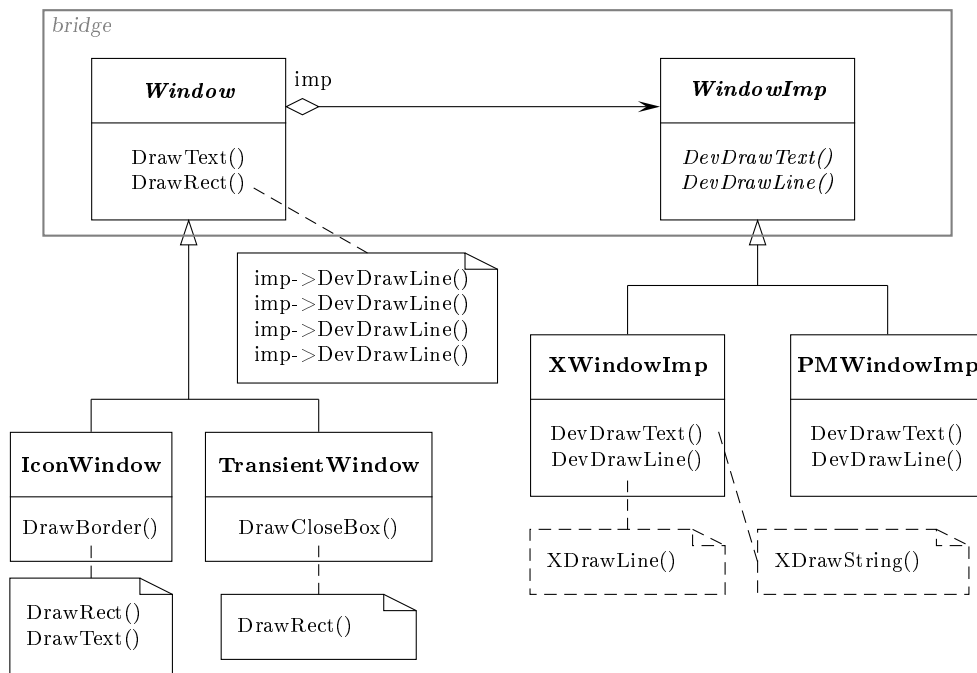 bridge
Window
imp
WindowImp
DrawText()
DrawRect()
DevDrawText()
DevDrawLine()
imp->DevDrawLine()
imp->DevDrawLine()
imp->DevDrawLine()
imp->DevDrawLine()
XWindowImp
PMWindowImp
DevDrawText()
DevDrawLine()
DevDrawText()
DevDrawLine()
IconWindow
TransientWindow
DrawBorder()
DrawCloseBox()
XDrawLine()
XDrawString()
DrawRect()
DrawText()
DrawRect()